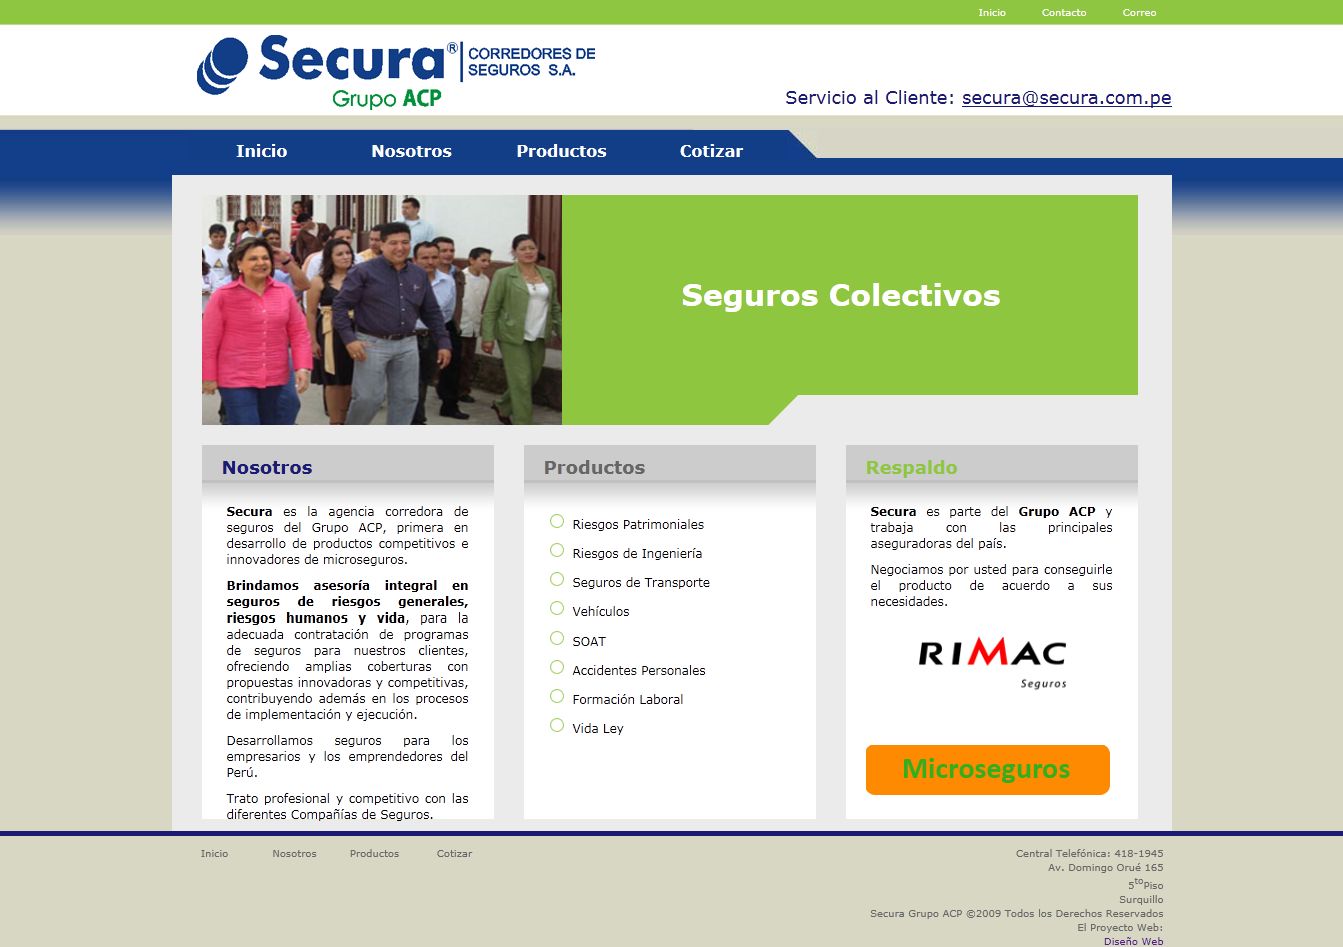 Inicio Contacto Correo
Secura® CORREDORES DE
SEGUROS S.A.
Grupo ACP
Servicio al Cliente: secura@secura.com.pe
Inicio Nosotros Productos Cotizar
Seguros Colectivos
Nosotros
Secura es la agencia corredora de
seguros del Grupo ACP, primera en
desarrollo de productos competitivos e
innovadores de microseguros.
Brindamos asesoría integral en
seguros de riesgos generales,
riesgos humanos y vida, para la
adecuada contratación de programas
de seguros para nuestros clientes,
ofreciendo amplias coberturas con
propuestas innovadoras y competitivas,
contribuyendo además en los procesos
de implementación y ejecución.
Desarrollamos seguros para los
empresarios y los emprendedores del
Perú.
Trato profesional y competitivo con las
diferentes Compañías de Seguros.
Productos
Riesgos Patrimoniales
Riesgos de Ingeniería
Seguros de Transporte
Vehículos
SOAT
Accidentes Personales
Formación Laboral
Vida Ley
Respaldo
Secura es parte del Grupo ACP y
trabaja con las principales
aseguradoras del país.
Negociamos por usted para conseguirle
el producto de acuerdo a sus
necesidades.
RIMAC
Seguros
Microseguros
Inicio Nosotros Productos Cotizar
Central Telefónica: 418-1945
Av. Domingo Orué 165
5to Piso
Surquillo
Secura Grupo ACP ©2009 Todos los Derechos Reservados
El Proyecto Web:
Diseño Web